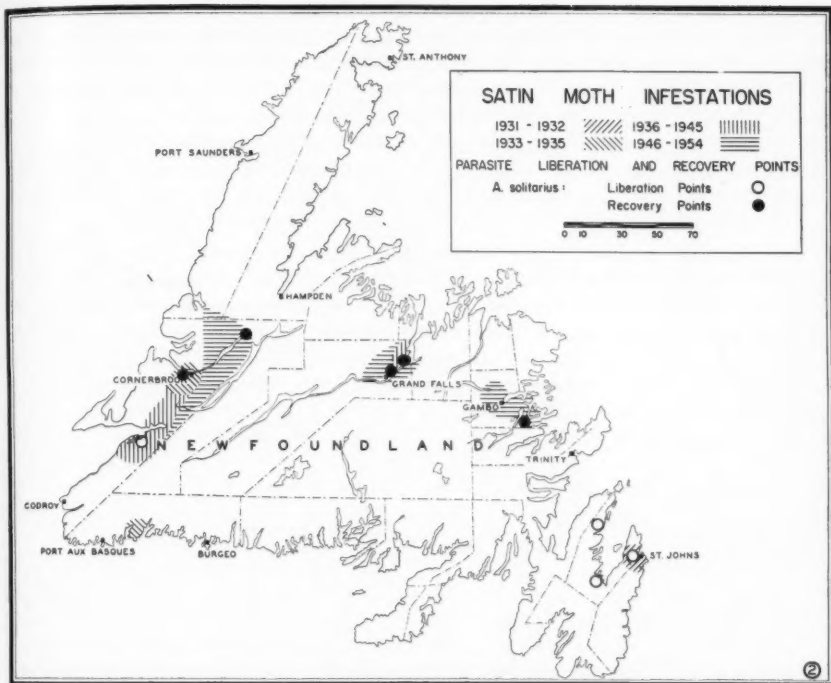 ST. ANTHONY
PORT SAUNDERS
SATIN MOTH INFESTATIONS
1931 - 1932 1936 - 1945
1933 - 1935 1946 - 1954
PARASITE LIBERATION AND RECOVERY POINTS
A. solitarius: Liberation Points
Recovery Points
0 10 30 50 70
HAMPDEN
CORNERBROOK
GRAND FALLS
GAMBO
NEWFOUNDLAND
TRINITY
CODROY
PORT AUX BASQUES
BURGEO
ST. JOHNS
2